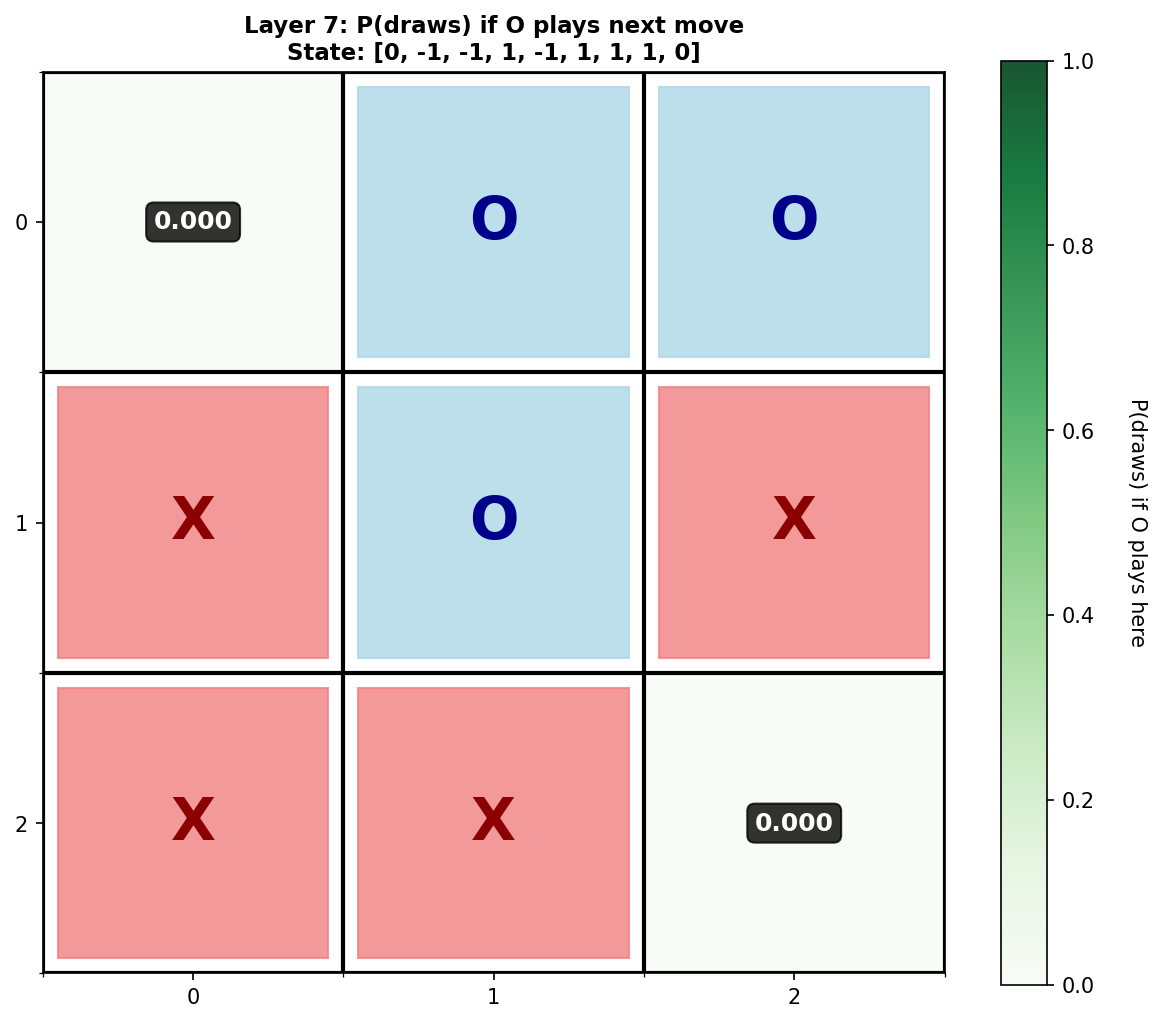 Layer 7: P(draws) if O plays next move
State: [0, -1, -1, 1, -1, 1, 1, 1, 0]
0
0.000
O
O
1
X
O
X
2
X
X
0.000
0
1
2
1.0
0.8
0.6
0.4
0.2
0.0
P(draws) if O plays here